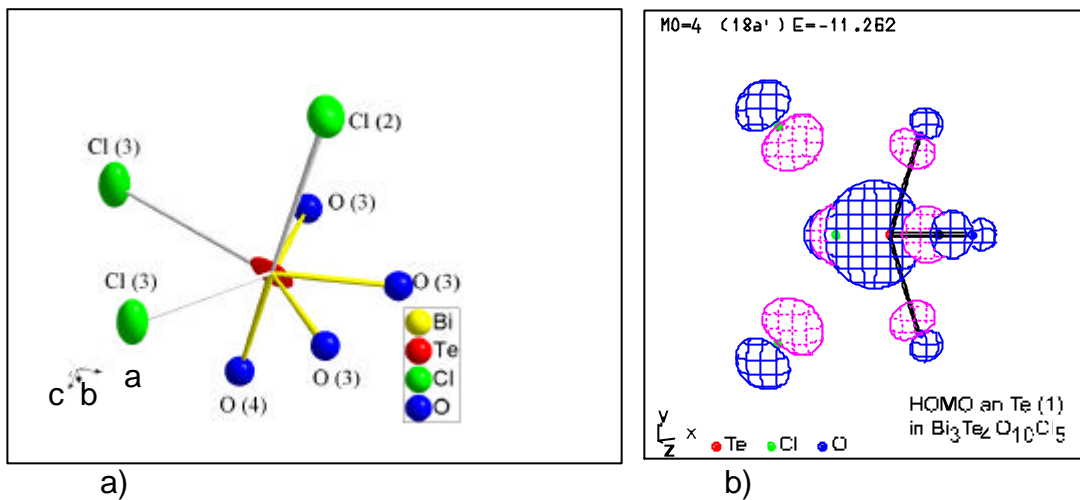 Cl (2)
Cl (3)
O (3)
Cl (3)
O (3)
O (3)
O (4)
Bi
Te
Cl
O
c b a
a)
MO=4 (18a') E=-11.262
HOMO an Te (1)
in Bi3Te4O10Cl5
y
z x
Te Cl O
b)